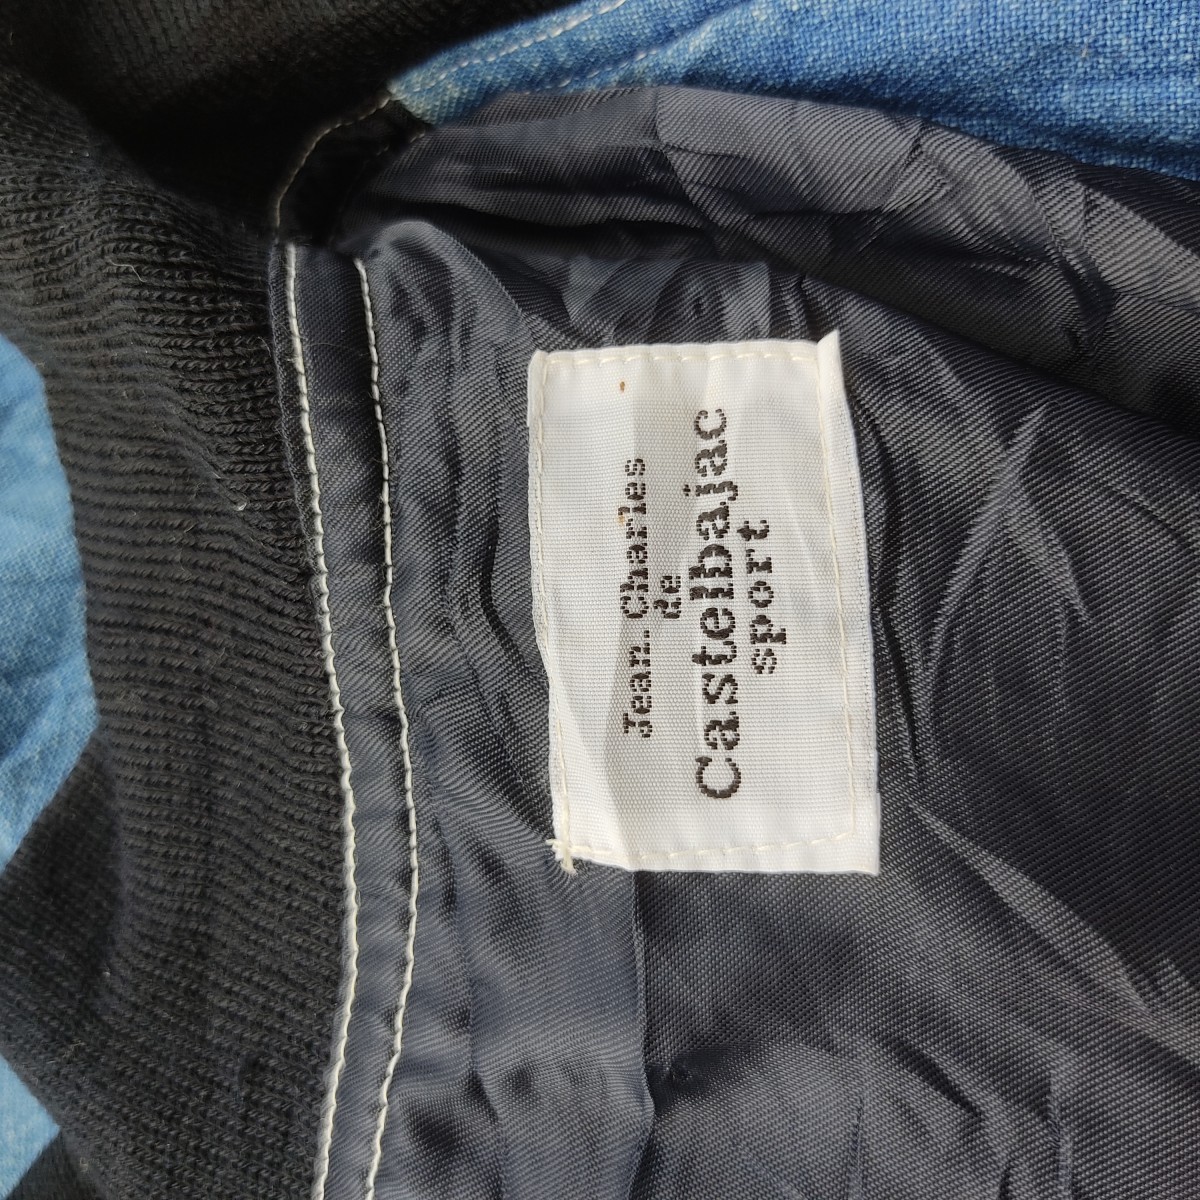 Jean. Charles
de
Castelbajac
sport